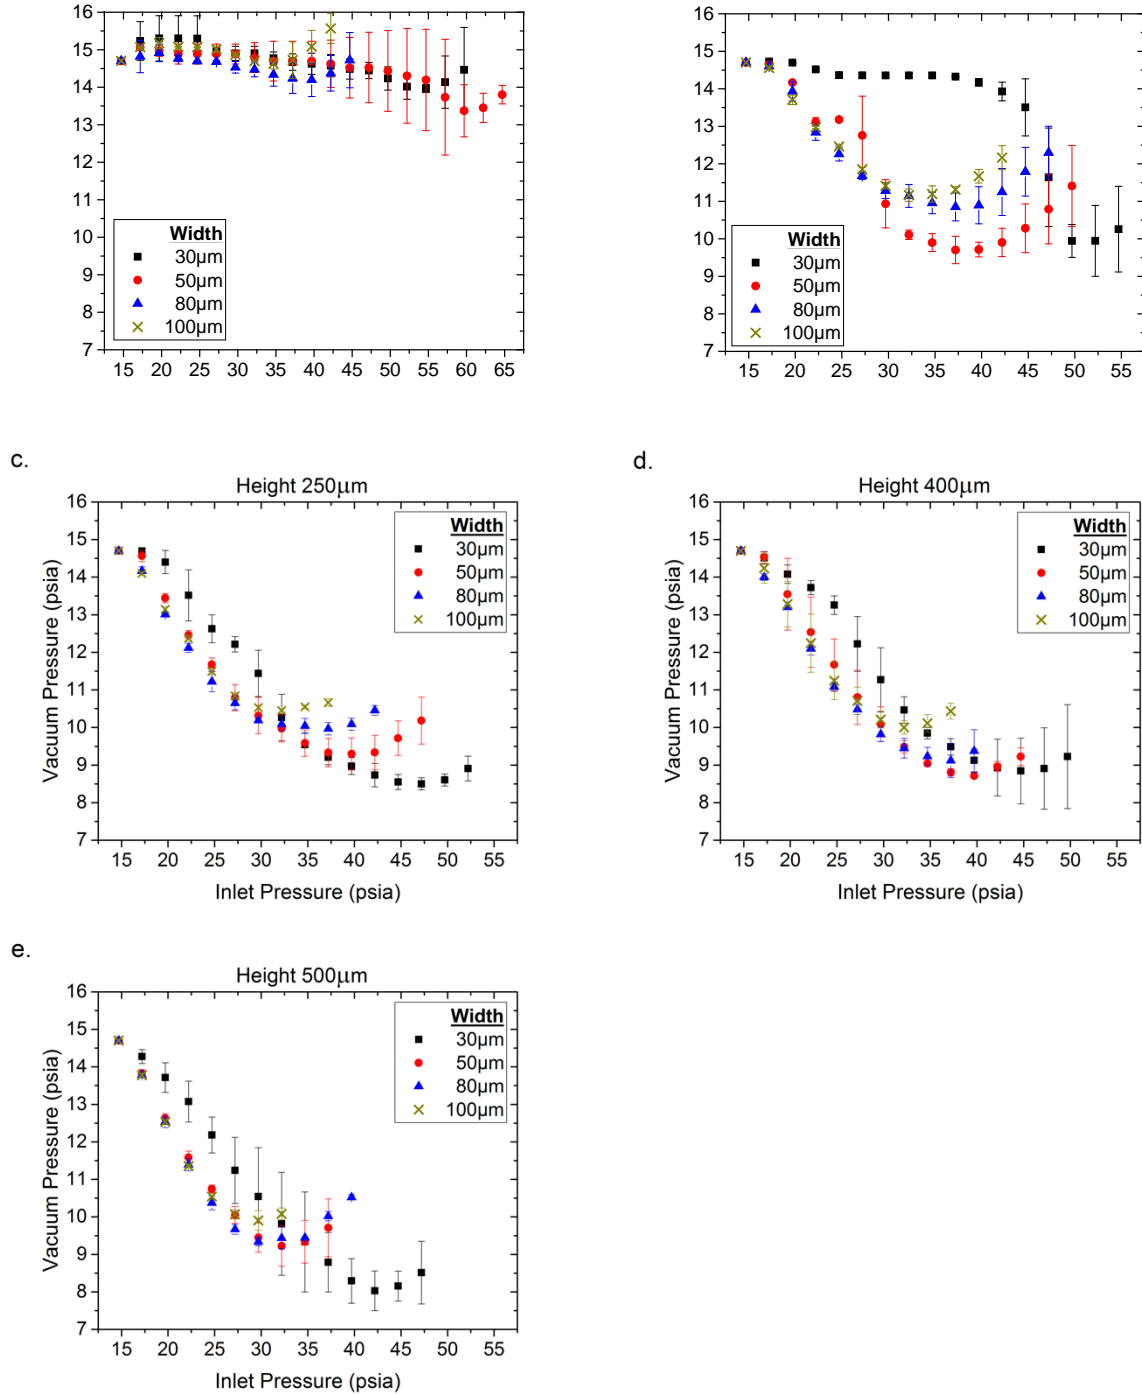 16
15
14
13
12
11
10
9
8
7
15 20 25 30 35 40 45 50 55 60 65
Width
30µm
50µm
80µm
100µm
16
15
14
13
12
11
10
9
8
7
15 20 25 30 35 40 45 50 55
Width
30µm
50µm
80µm
100µm
c.
Height 250µm
Vacuum Pressure (psia)
16
15
14
13
12
11
10
9
8
7
15 20 25 30 35 40 45 50 55
Inlet Pressure (psia)
Width
30µm
50µm
80µm
100µm
d.
Height 400µm
Vacuum Pressure (psia)
16
15
14
13
12
11
10
9
8
7
15 20 25 30 35 40 45 50 55
Inlet Pressure (psia)
Width
30µm
50µm
80µm
100µm
e.
Height 500µm
Vacuum Pressure (psia)
16
15
14
13
12
11
10
9
8
7
15 20 25 30 35 40 45 50 55
Inlet Pressure (psia)
Width
30µm
50µm
80µm
100µm